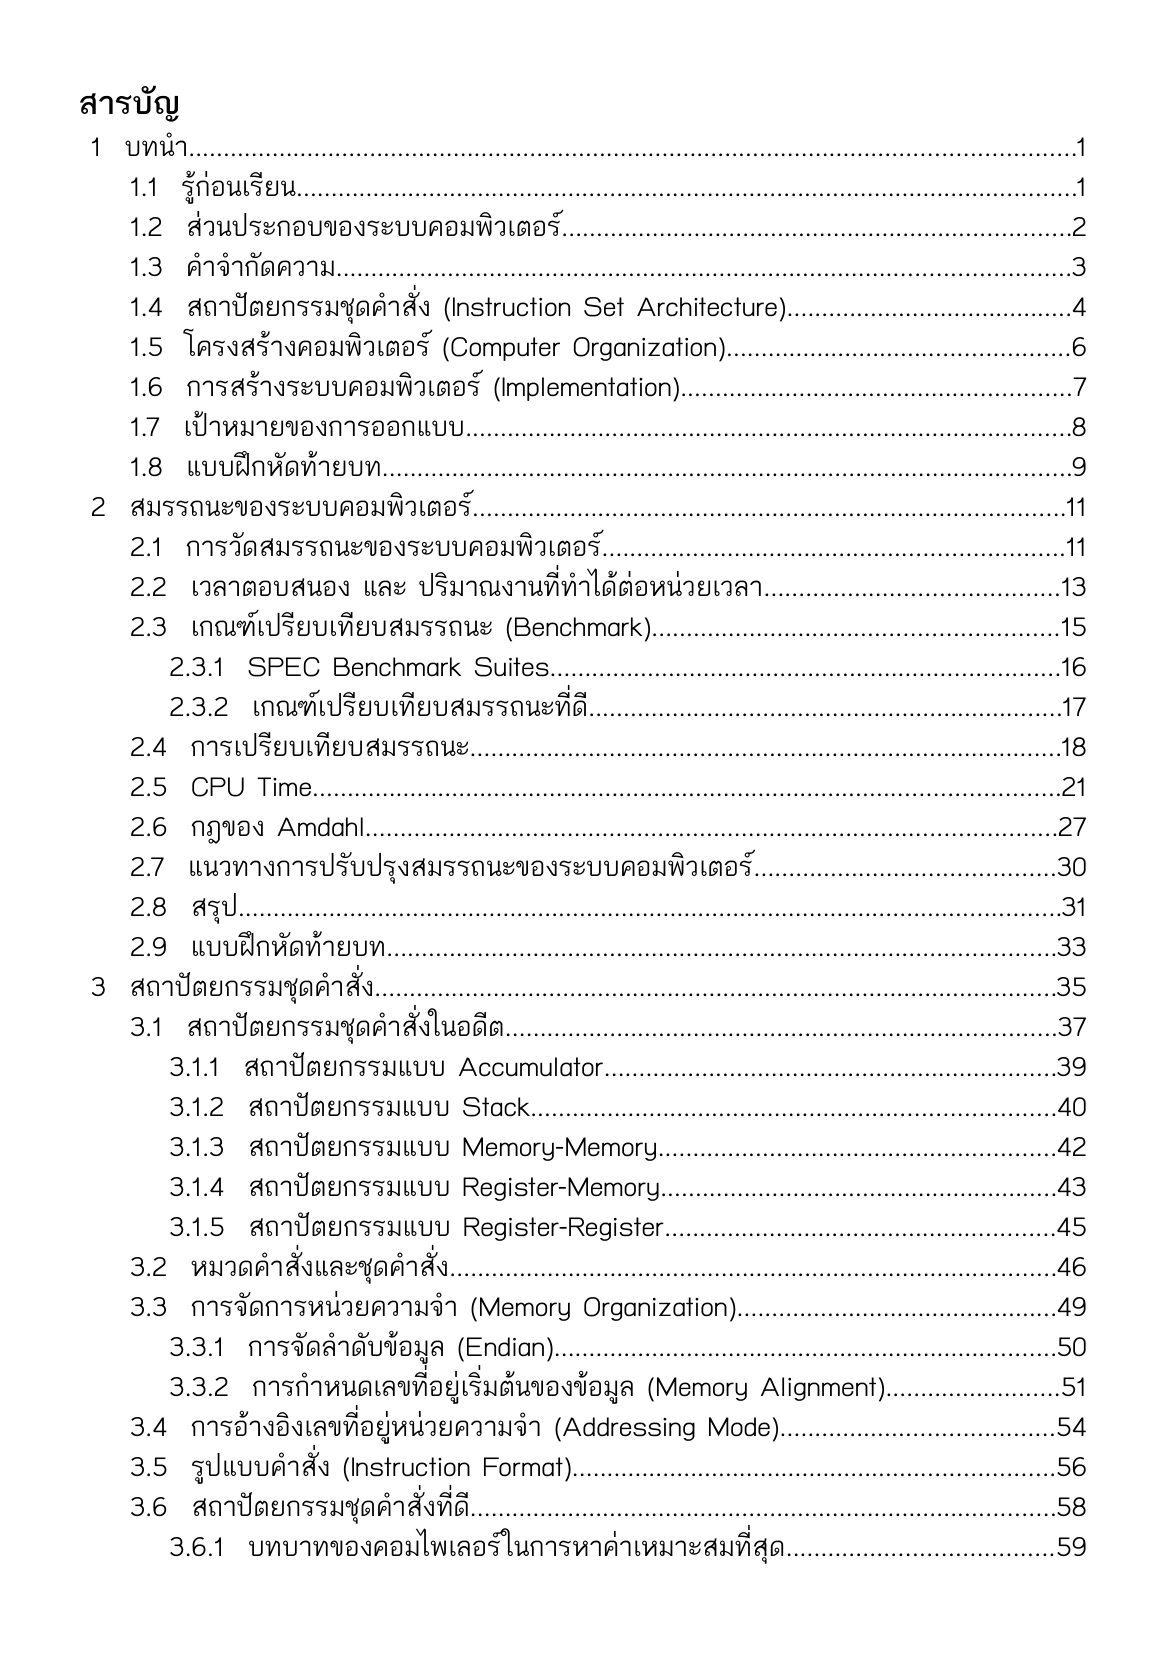 สารบัญ
1 บทนำ.....1
1.1 รู้ก่อนเรียน.....1
1.2 ส่วนประกอบของระบบคอมพิวเตอร์.....2
1.3 คำจำกัดความ.....3
1.4 สถาปัตยกรรมชุดคำสั่ง (Instruction Set Architecture).....4
1.5 โครงสร้างคอมพิวเตอร์ (Computer Organization).....6
1.6 การสร้างระบบคอมพิวเตอร์ (Implementation).....7
1.7 เป้าหมายของการออกแบบ.....8
1.8 แบบฝึกหัดท้ายบท.....9
2 สมรรถนะของระบบคอมพิวเตอร์.....11
2.1 การวัดสมรรถนะของระบบคอมพิวเตอร์.....11
2.2 เวลาตอบสนอง และ ปริมาณงานที่ทำได้ต่อหน่วยเวลา.....13
2.3 เกณฑ์เปรียบเทียบสมรรถนะ (Benchmark).....15
2.3.1 SPEC Benchmark Suites.....16
2.3.2 เกณฑ์เปรียบเทียบสมรรถนะที่ดี.....17
2.4 การเปรียบเทียบสมรรถนะ.....18
2.5 CPU Time.....21
2.6 กฎของ Amdahl.....27
2.7 แนวทางการปรับปรุงสมรรถนะของระบบคอมพิวเตอร์.....30
2.8 สรุป.....31
2.9 แบบฝึกหัดท้ายบท.....33
3 สถาปัตยกรรมชุดคำสั่ง.....35
3.1 สถาปัตยกรรมชุดคำสั่งในอดีต.....37
3.1.1 สถาปัตยกรรมแบบ Accumulator.....39
3.1.2 สถาปัตยกรรมแบบ Stack.....40
3.1.3 สถาปัตยกรรมแบบ Memory-Memory.....42
3.1.4 สถาปัตยกรรมแบบ Register-Memory.....43
3.1.5 สถาปัตยกรรมแบบ Register-Register.....45
3.2 หมวดคำสั่งและชุดคำสั่ง.....46
3.3 การจัดการหน่วยความจำ (Memory Organization).....49
3.3.1 การจัดลำดับข้อมูล (Endian).....50
3.3.2 การกำหนดเลขที่อยู่เริ่มต้นของข้อมูล (Memory Alignment).....51
3.4 การอ้างอิงเลขที่อยู่หน่วยความจำ (Addressing Mode).....54
3.5 รูปแบบคำสั่ง (Instruction Format).....56
3.6 สถาปัตยกรรมชุดคำสั่งที่ดี.....58
3.6.1 บทบาทของคอมไพเลอร์ในการหาค่าเหมาะสมที่สุด.....59